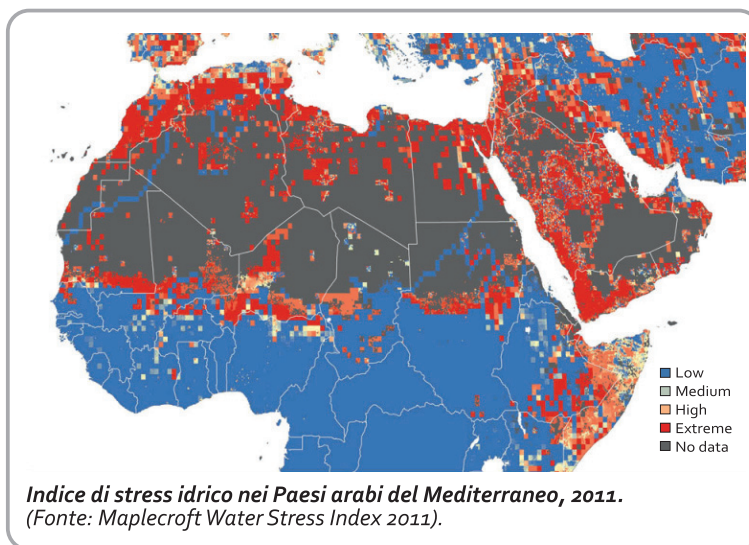 Low
Medium
High
Extreme
No data
Indice di stress idrico nei Paesi arabi del Mediterraneo, 2011.
(Fonte: Maplecroft Water Stress Index 2011).